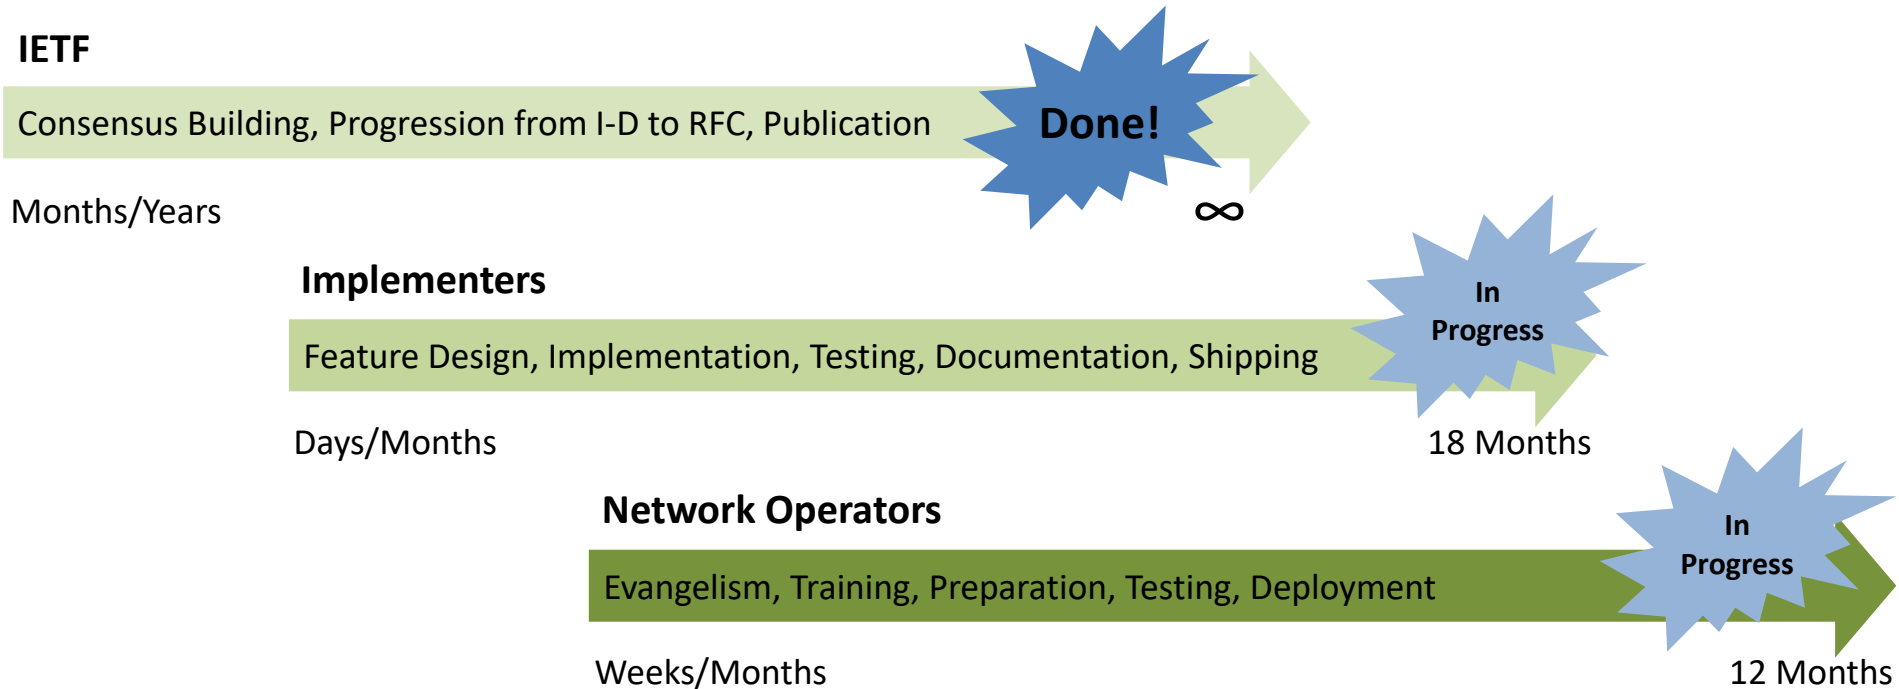 IETF
Consensus Building, Progression from I-D to RFC, Publication
Done!
Months/Years
∞
Implementers
In
Progress
Feature Design, Implementation, Testing, Documentation, Shipping
Days/Months
18 Months
Network Operators
In
Progress
Evangelism, Training, Preparation, Testing, Deployment
Weeks/Months
12 Months